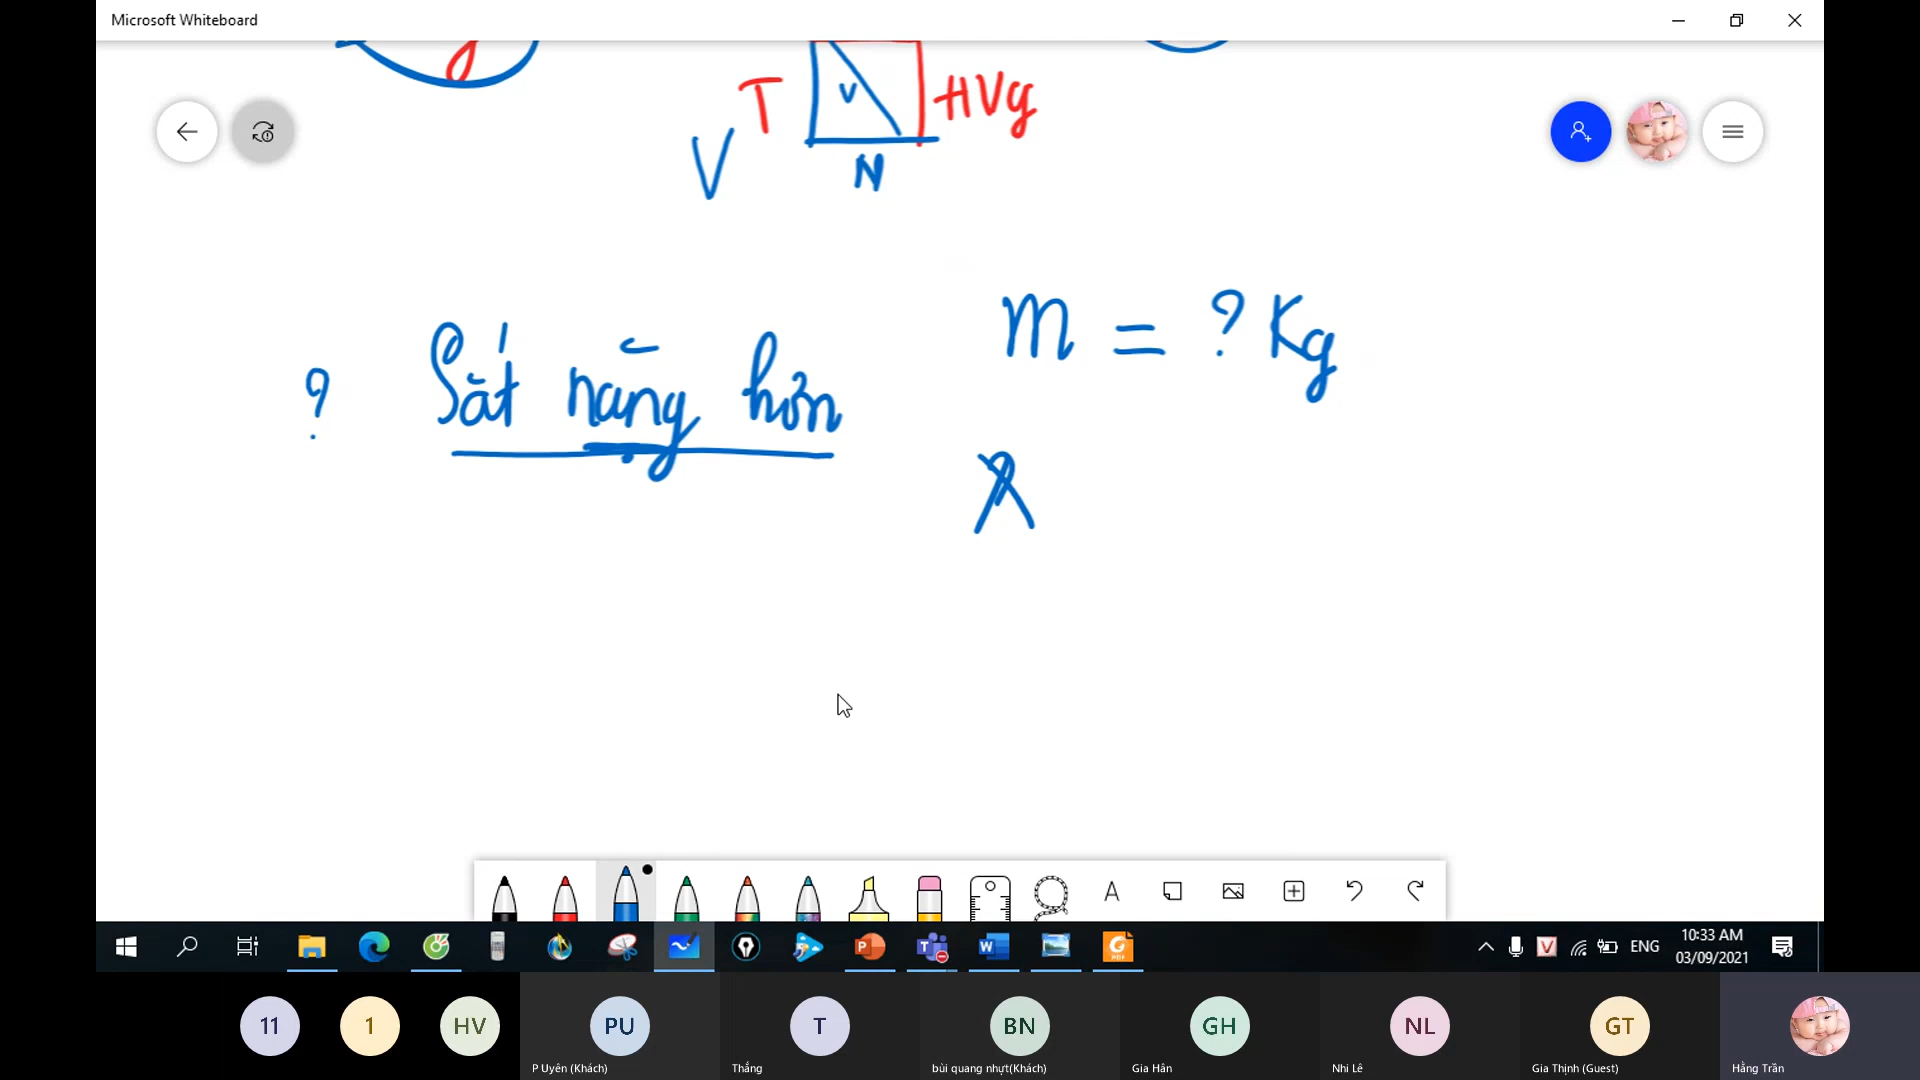 Microsoft Whiteboard
y
T
V
HVg
V
N
m = ? Kg
? Sắt nặng hơn
A
ENG
10:33 AM
03/09/2021
11
1
HV
PU
T
BN
GH
NL
GT
P Uyên (Khách)
Thắng
bùi quang nhựt(Khách)
Gia Hân
Nhi Lê
Gia Thịnh (Guest)
Hằng Trần